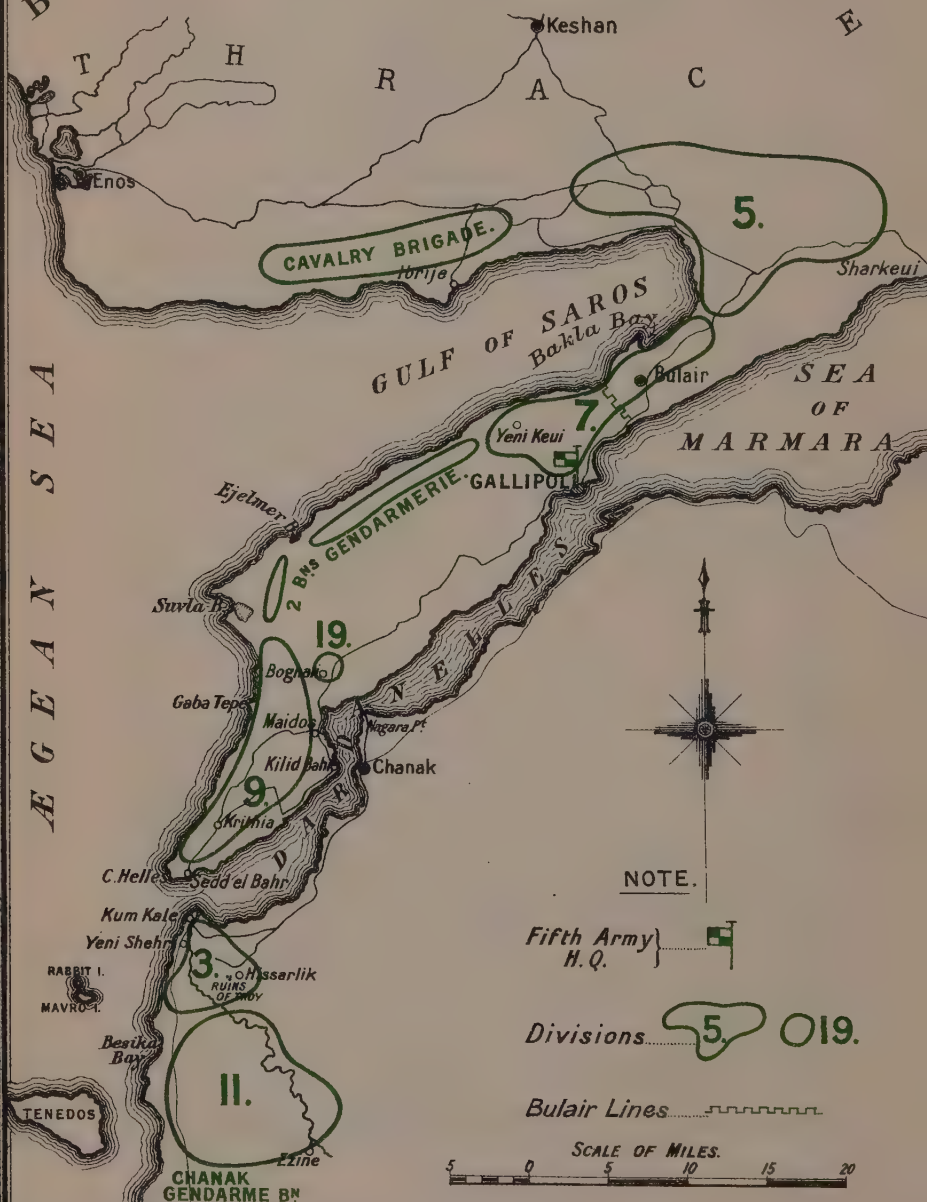 B
Keshan
T H R A C E
Enos
5.
CAVALRY BRIGADE.
Ibrije
Sharkeui
GULF OF SAROS
Bakla Bay
Bulair
SEA
OF
MARMARA
7.
Yeni Keui
GALLIPOLI
ÆGEAN SEA
Ejelmer B.
2 BNS GENDARMERIE.
Suvla B.
19.
Boghali
Gaba Tepe
Maidos
Nagara Pt.
Kilid Bahr
Chanak
DARDANELLES
9.
Krithia
C. Helles
Sedd el Bahr
Kum Kale
Yeni Shehr
3.
Hissarlik
RUINS
OF TROY
RABBIT I.
MAVRO I.
Besika
Bay
11.
TENEDOS
Ezine
CHANAK
GENDARME BN
NOTE.
Fifth Army
H.Q.
Divisions 5. 19.
Bulair Lines
SCALE OF MILES.
5 0 5 10 15 20